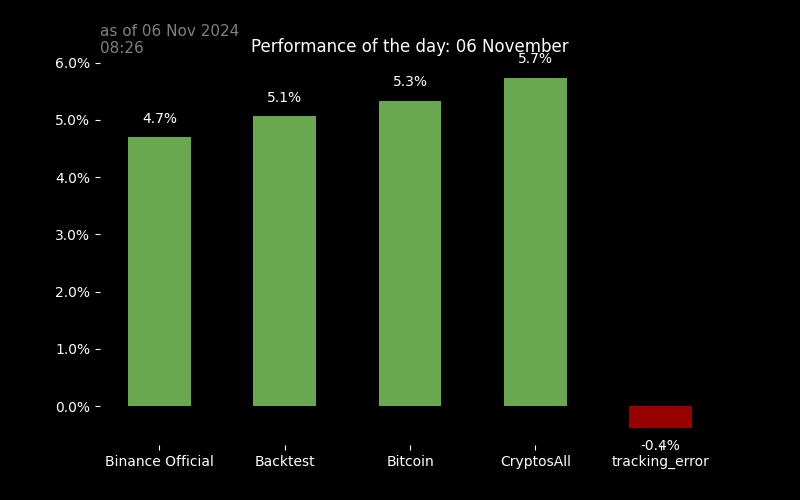 as of 06 Nov 2024
08:26
Performance of the day: 06 November
6.0%
5.0%
4.0%
3.0%
2.0%
1.0%
0.0%
4.7%
5.1%
5.3%
5.7%
-0.4%
Binance Official
Backtest
Bitcoin
CryptosAll
tracking_error